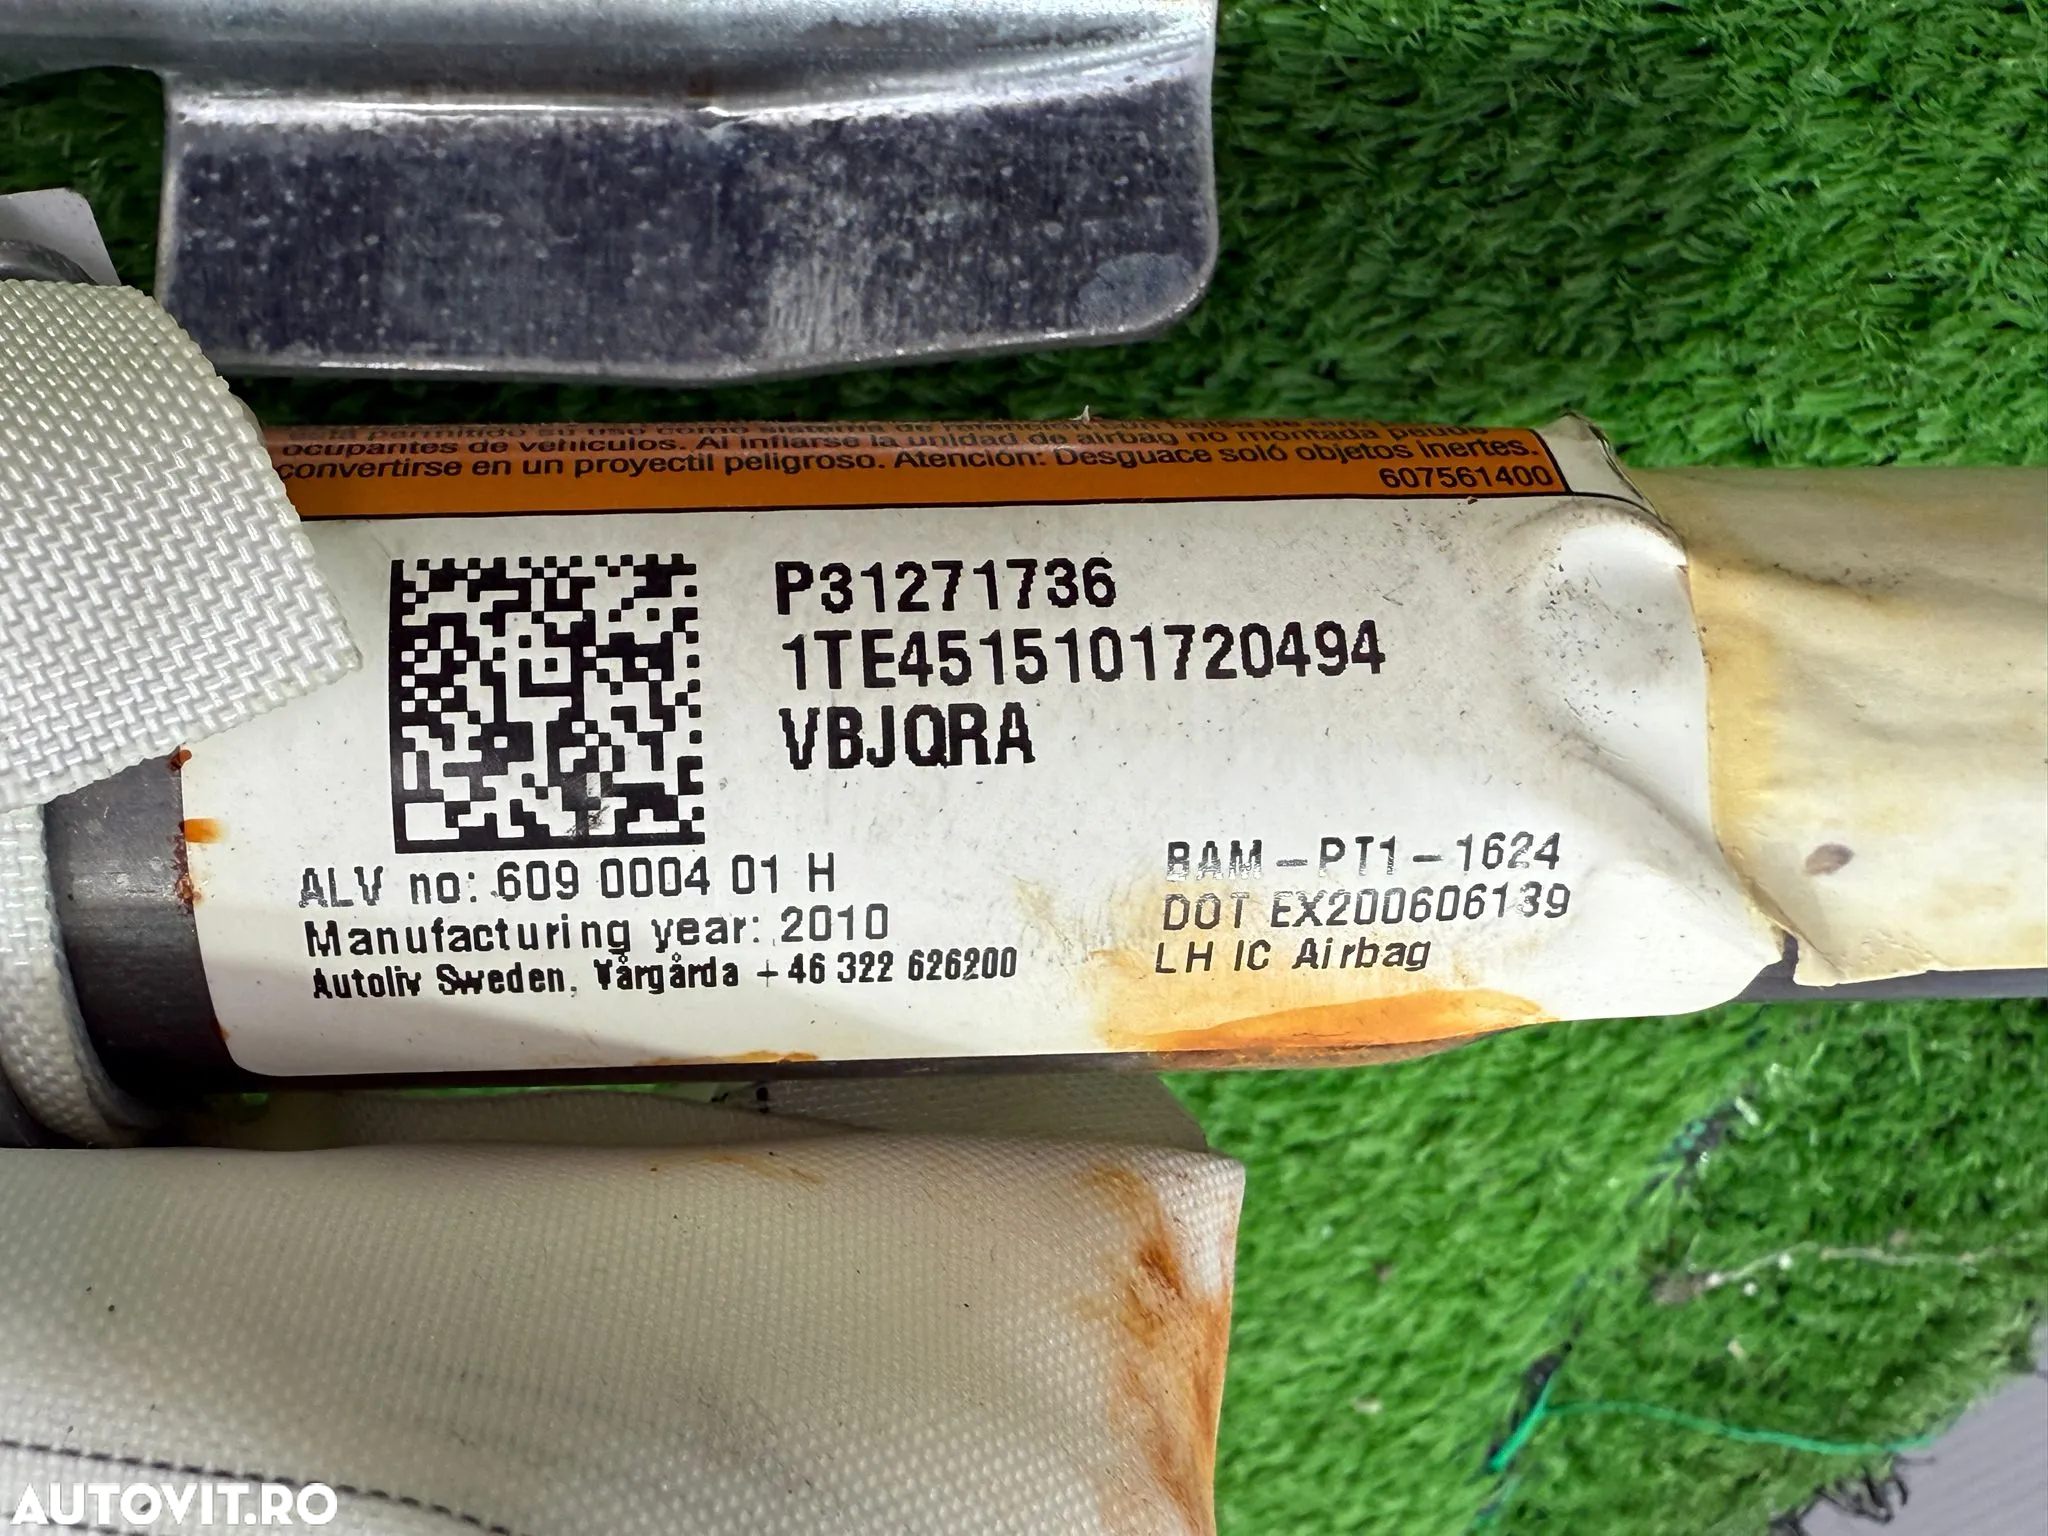 ocupantes de vehiculos. Al inflarse la unidad de airbag no montada puede
convertirse en un proyectil peligroso. Atención: Desguace soló objetos inertes.
607561400
P31271736
1TE4515101720494
VBJQRA
ALV no: 609 0004 01 H
Manufacturing year: 2010
Autoliv Sweden, Vårgårda +46 322 626200
BAM-PT1-1624
DOT EX200606139
LH IC Airbag
AUTOVIT.RO